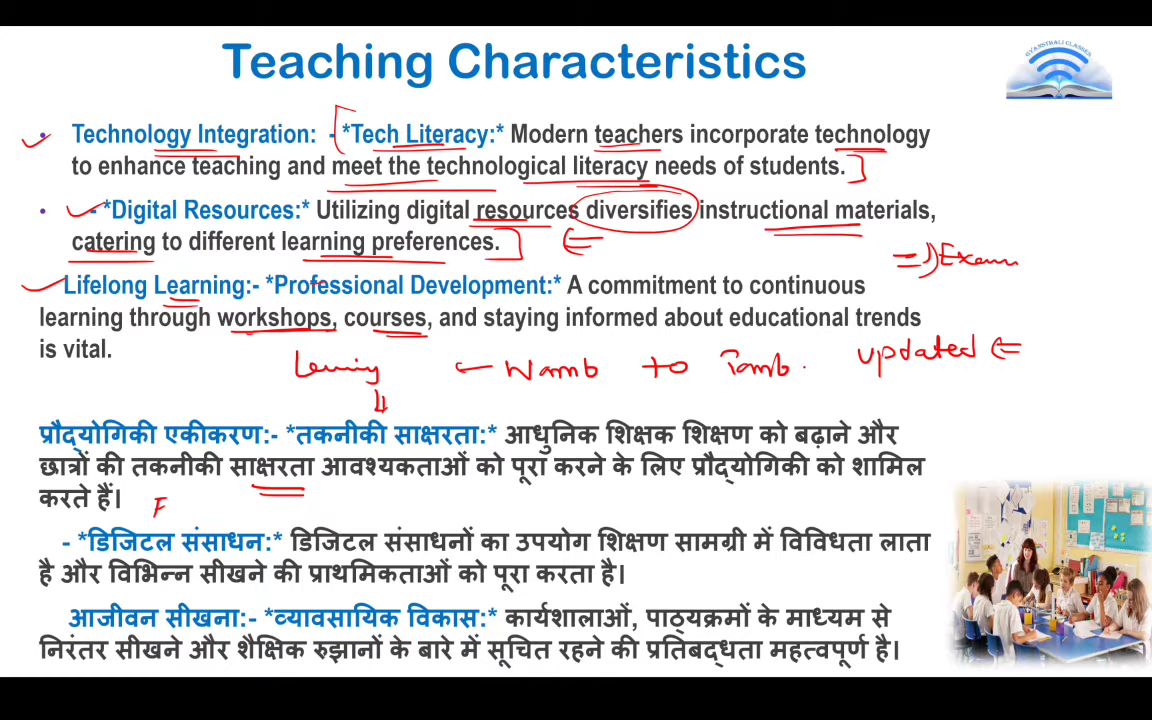 Teaching Characteristics
GYANSTHALI CLASSES
• Technology Integration: - *Tech Literacy:* Modern teachers incorporate technology
to enhance teaching and meet the technological literacy needs of students.
• - *Digital Resources:* Utilizing digital resources diversifies instructional materials,
catering to different learning preferences.
=) Exam
Lifelong Learning:- *Professional Development:* A commitment to continuous
learning through workshops, courses, and staying informed about educational trends
is vital.
updated
Womb to Tomb.
प्रौद्योगिकी एकीकरण:- *तकनीकी साक्षरता:* आधुनिक शिक्षक शिक्षण को बढ़ाने और
छात्रों की तकनीकी साक्षरता आवश्यकताओं को पूरा करने के लिए प्रौद्योगिकी को शामिल
करते हैं।
F
- *डिजिटल संसाधन:* डिजिटल संसाधनों का उपयोग शिक्षण सामग्री में विविधता लाता
है और विभिन्न सीखने की प्राथमिकताओं को पूरा करता है।
आजीवन सीखना:- *व्यावसायिक विकास:* कार्यशालाओं, पाठ्यक्रमों के माध्यम से
निरंतर सीखने और शैक्षिक रुझानों के बारे में सूचित रहने की प्रतिबद्धता महत्वपूर्ण है।